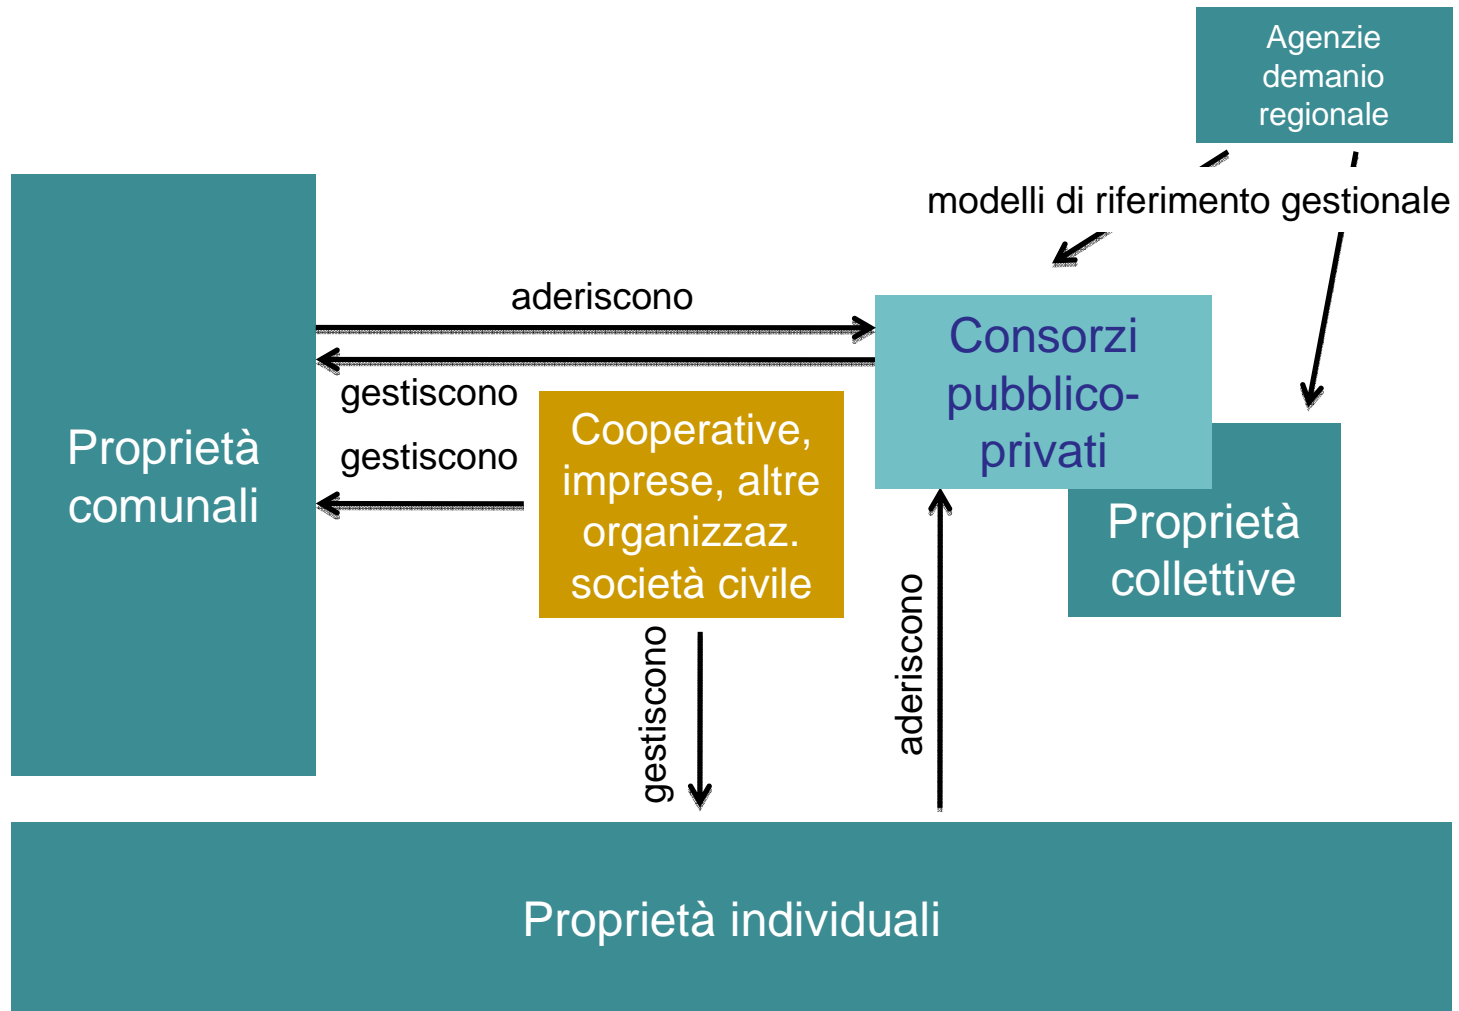 Agenzie
demanio
regionale
modelli di riferimento gestionale
aderiscono
Consorzi
pubblico-
privati
gestiscono
gestiscono
Cooperative,
imprese, altre
organizzaz.
società civile
Proprietà
comunali
Proprietà
collettive
gestiscono
aderiscono
Proprietà individuali